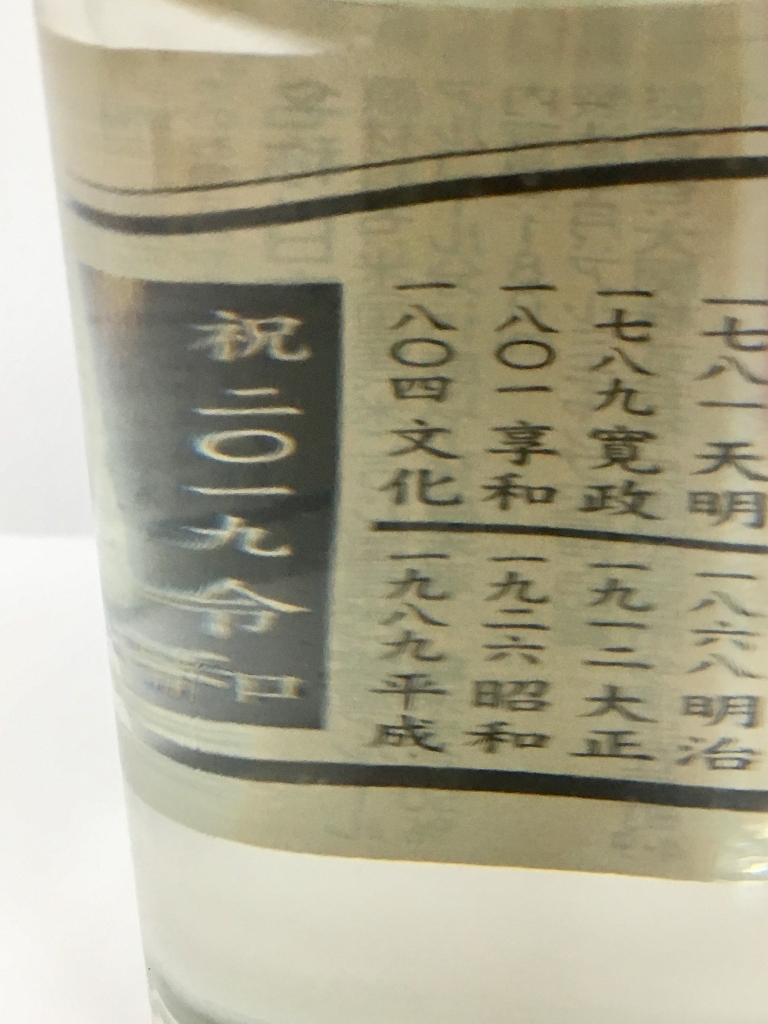 一七八一天明
一七八九寛政
一八〇一享和
一八〇四文化
一八六八明治
一九一二大正
一九二六昭和
一九八九平成
祝二〇一九令和